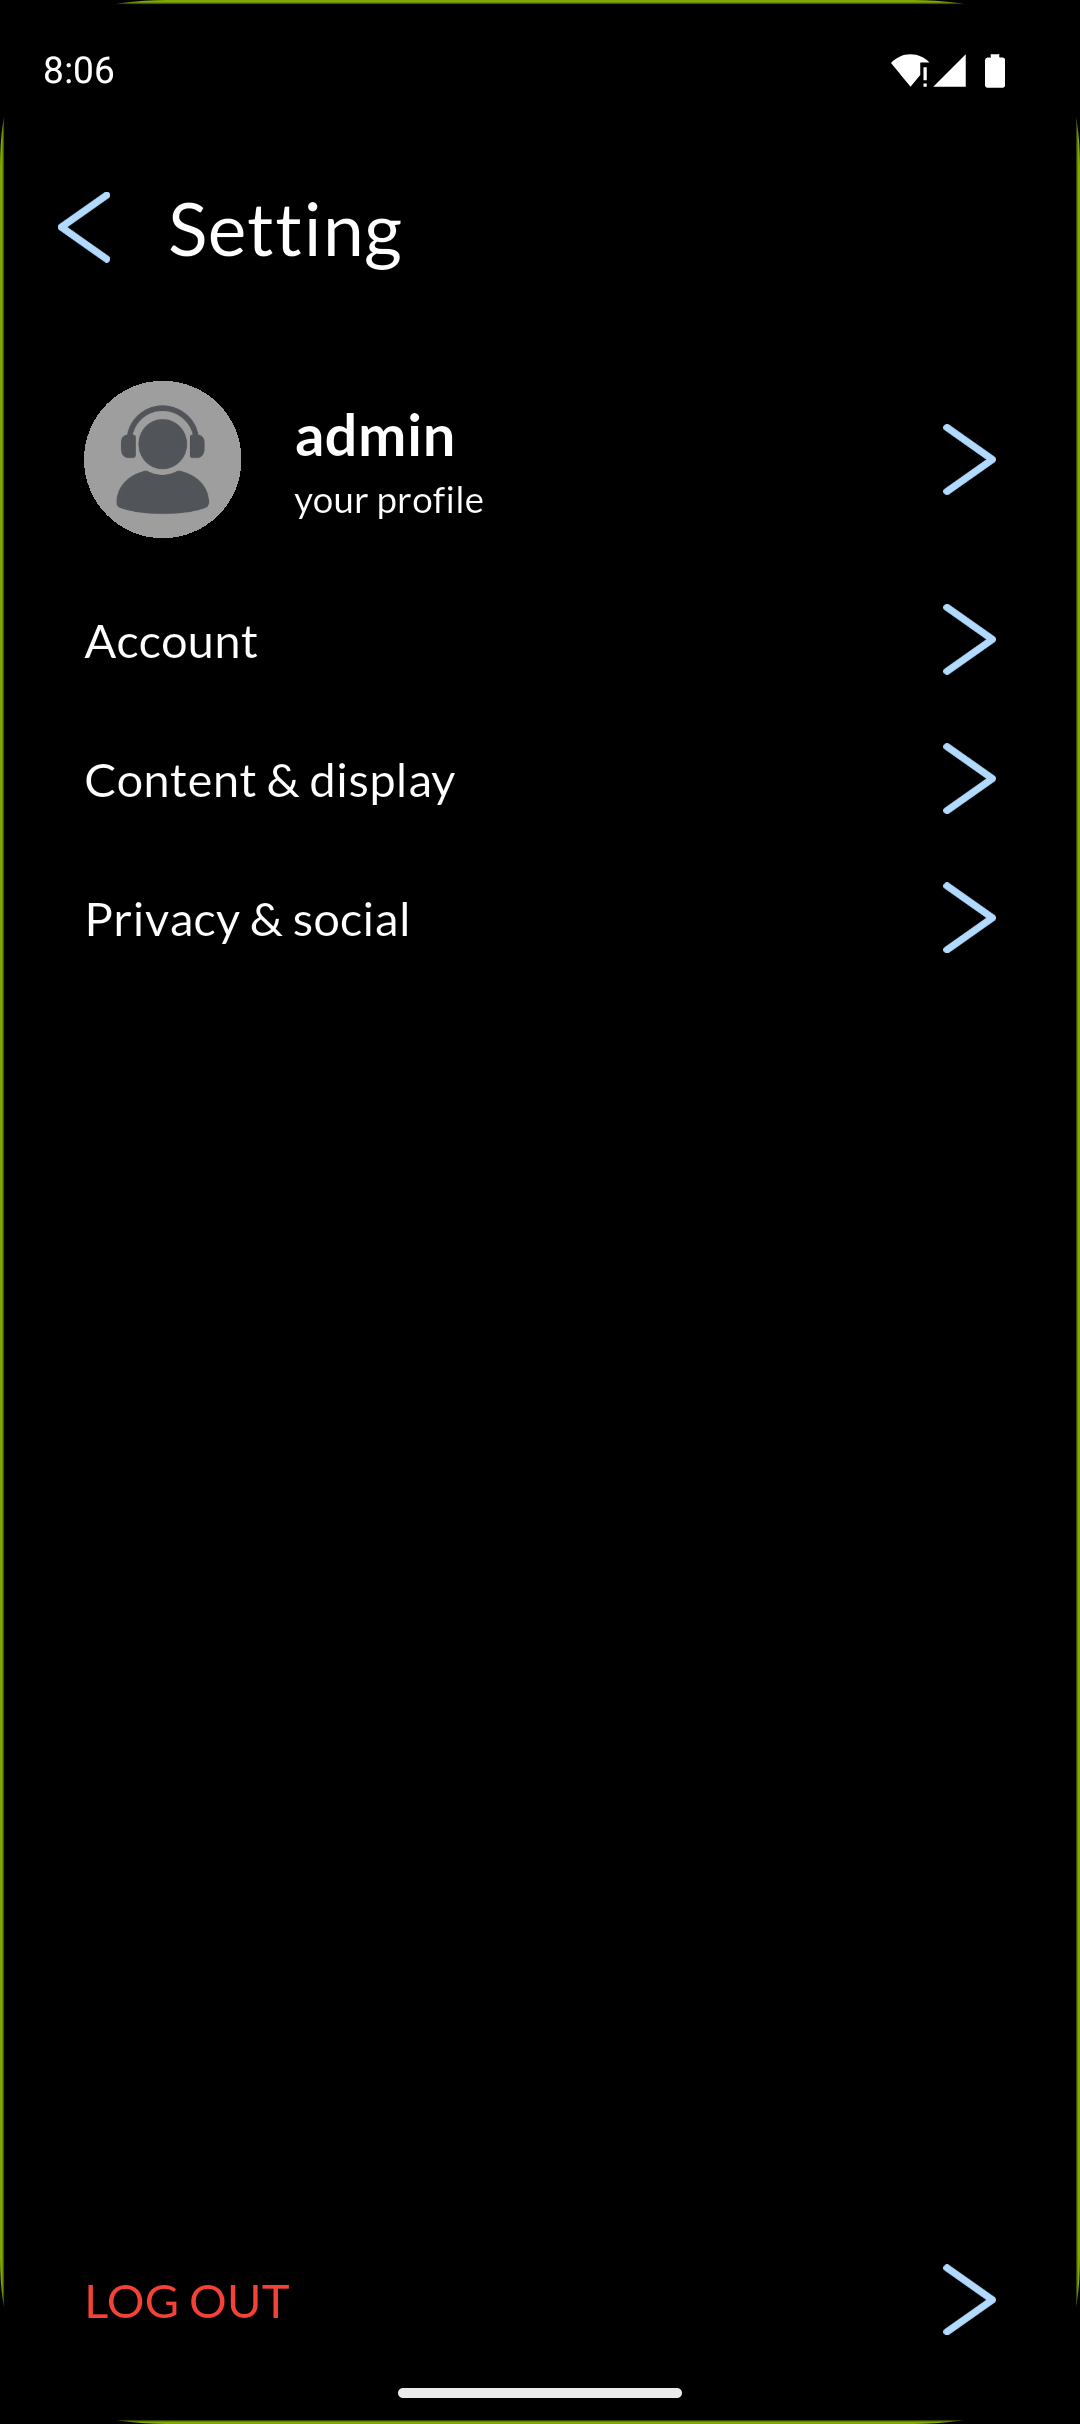 8:06
Setting
admin
your profile
Account
Content & display
Privacy & social
LOG OUT